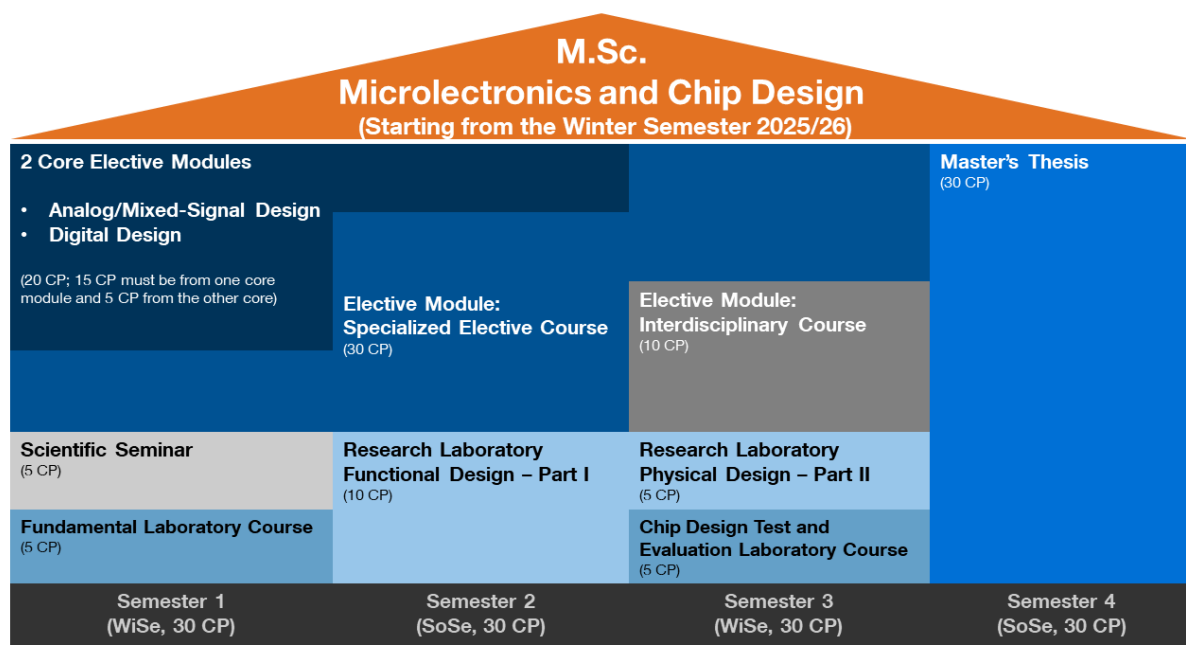 M.Sc.
Microlectronics and Chip Design
(Starting from the Winter Semester 2025/26)
2 Core Elective Modules
• Analog/Mixed-Signal Design
• Digital Design
(20 CP; 15 CP must be from one core
module and 5 CP from the other core)
Elective Module:
Specialized Elective Course
(30 CP)
Elective Module:
Interdisciplinary Course
(10 CP)
Master's Thesis
(30 CP)
Scientific Seminar
(5 CP)
Research Laboratory
Functional Design – Part I
(10 CP)
Research Laboratory
Physical Design – Part II
(5 CP)
Fundamental Laboratory Course
(5 CP)
Chip Design Test and
Evaluation Laboratory Course
(5 CP)
Semester 1
(WiSe, 30 CP)
Semester 2
(SoSe, 30 CP)
Semester 3
(WiSe, 30 CP)
Semester 4
(SoSe, 30 CP)